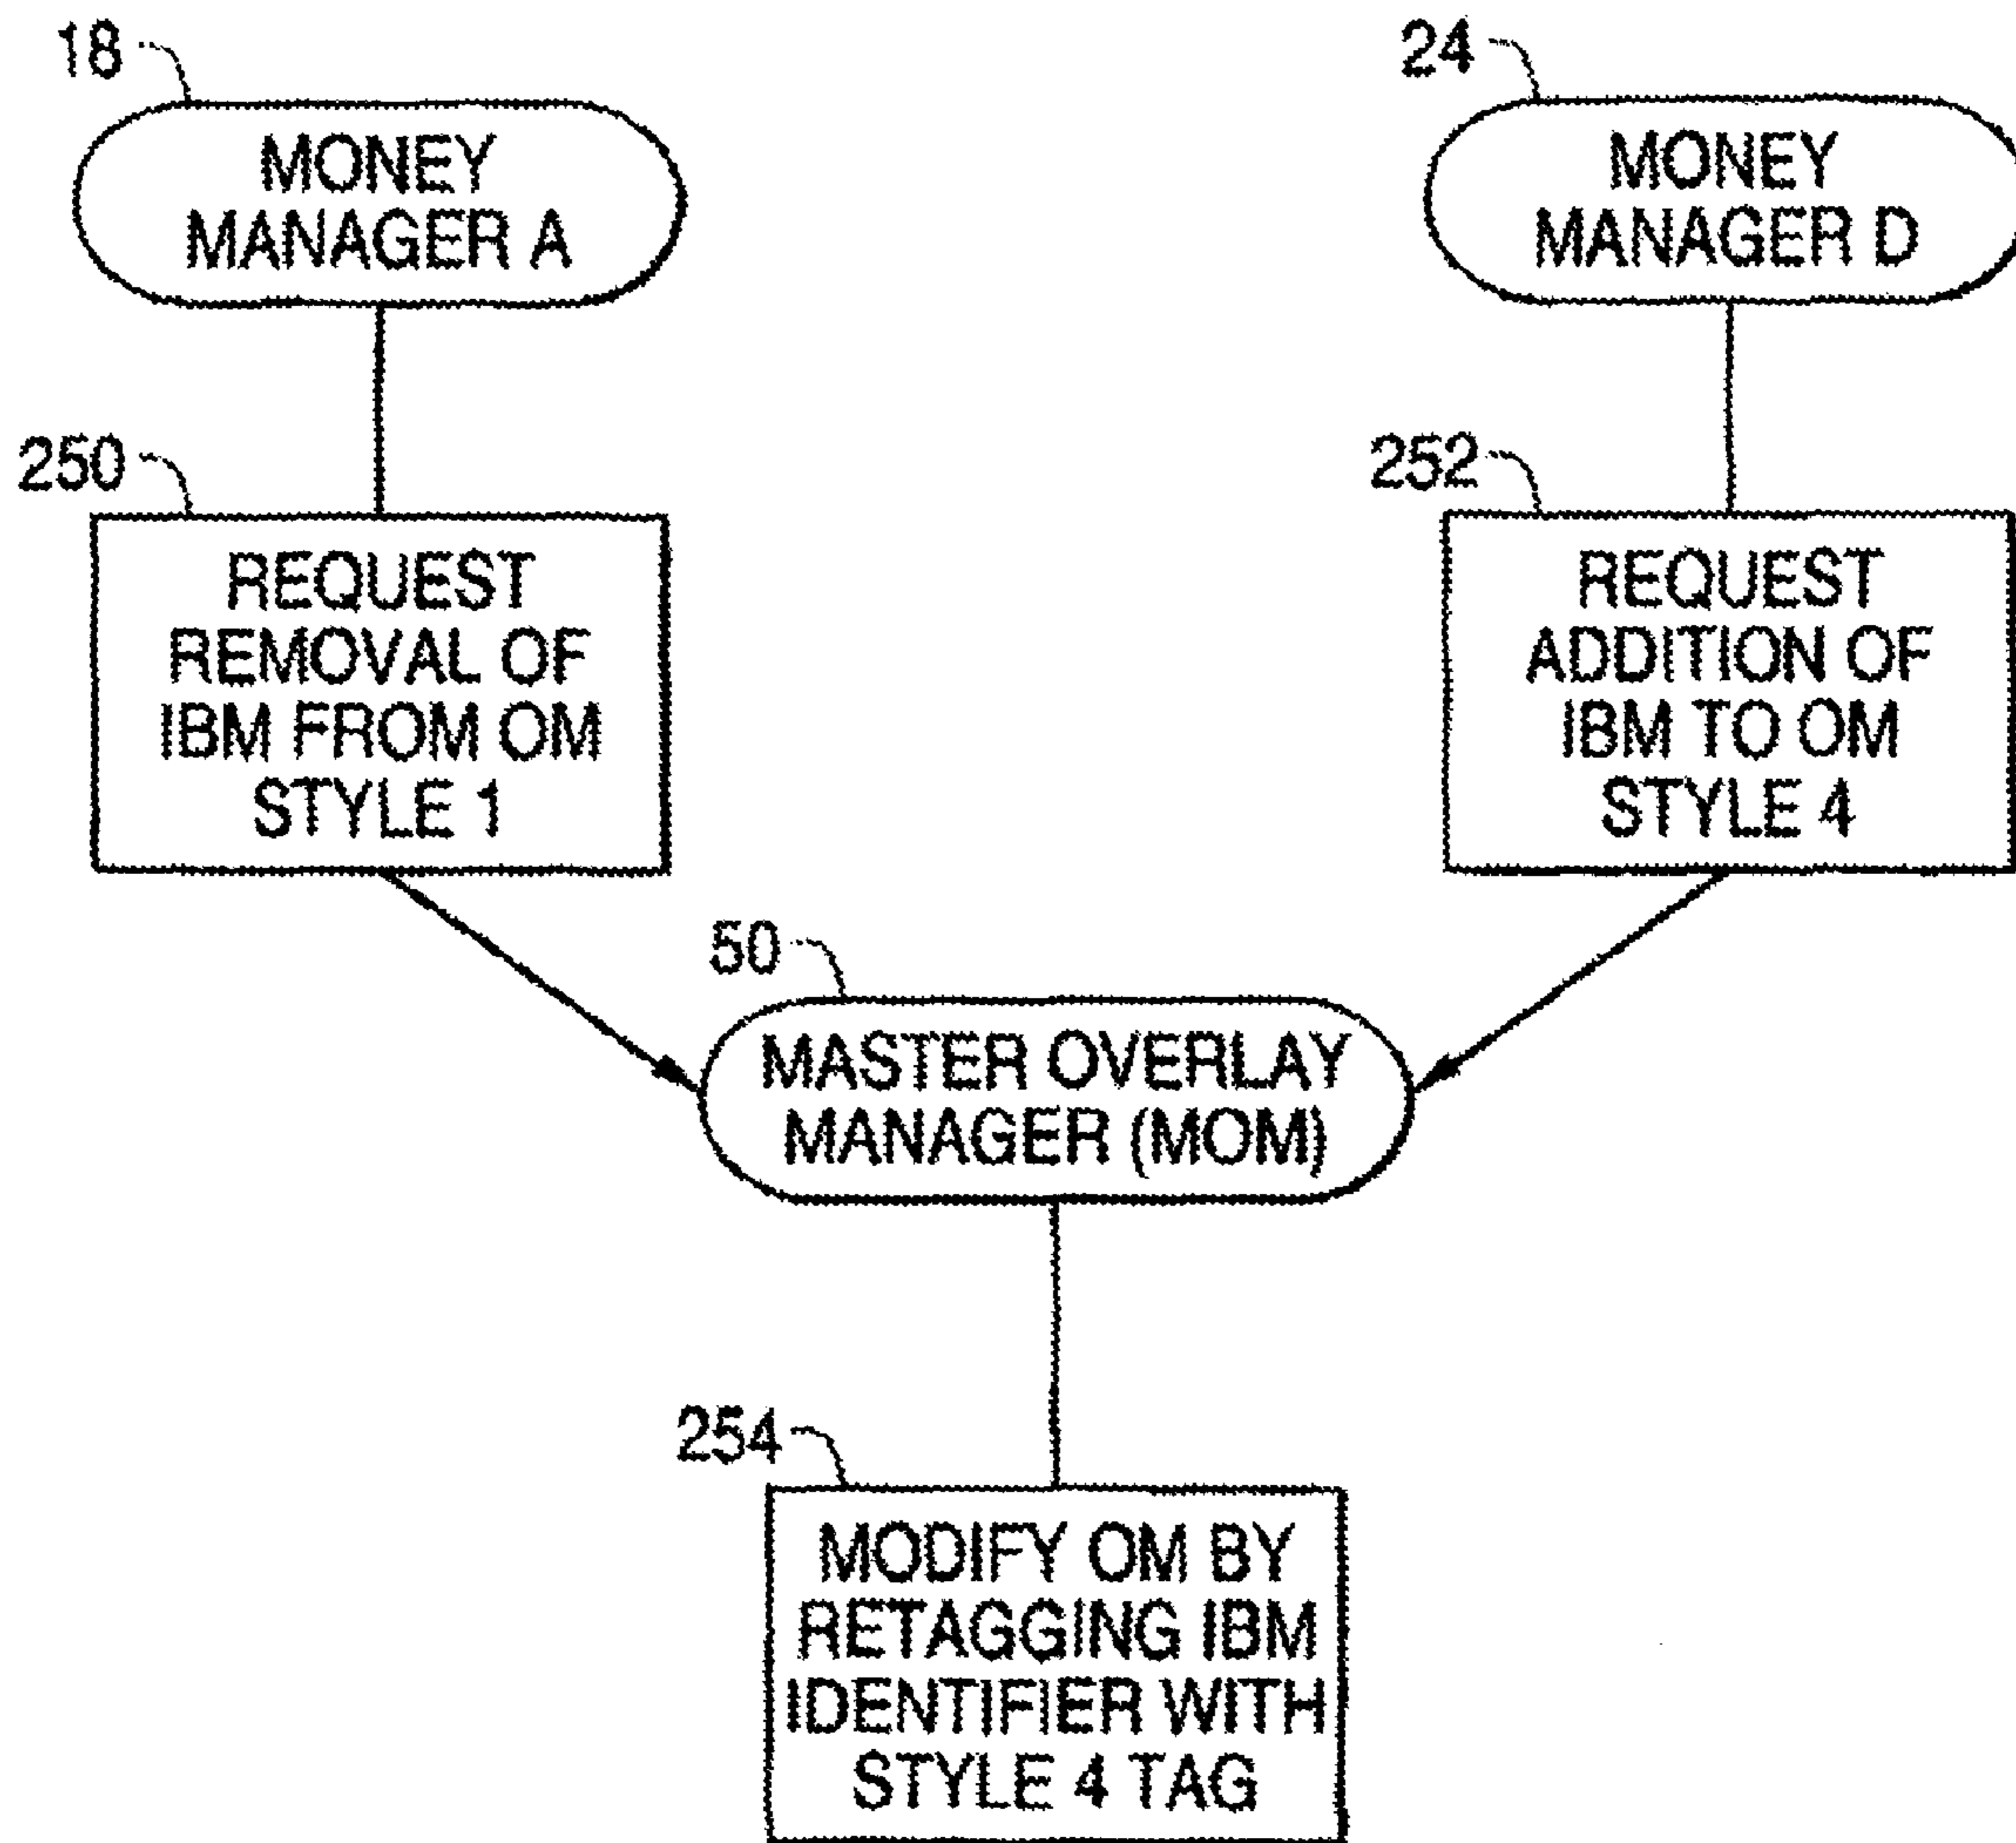 18
MONEY
MANAGER A
24
MONEY
MANAGER D
250
REQUEST
REMOVAL OF
IBM FROM OM
STYLE 1
252
REQUEST
ADDITION OF
IBM TO OM
STYLE 4
50
MASTER OVERLAY
MANAGER (MOM)
254
MODIFY OM BY
RETAGGING IBM
IDENTIFIER WITH
STYLE 4 TAG